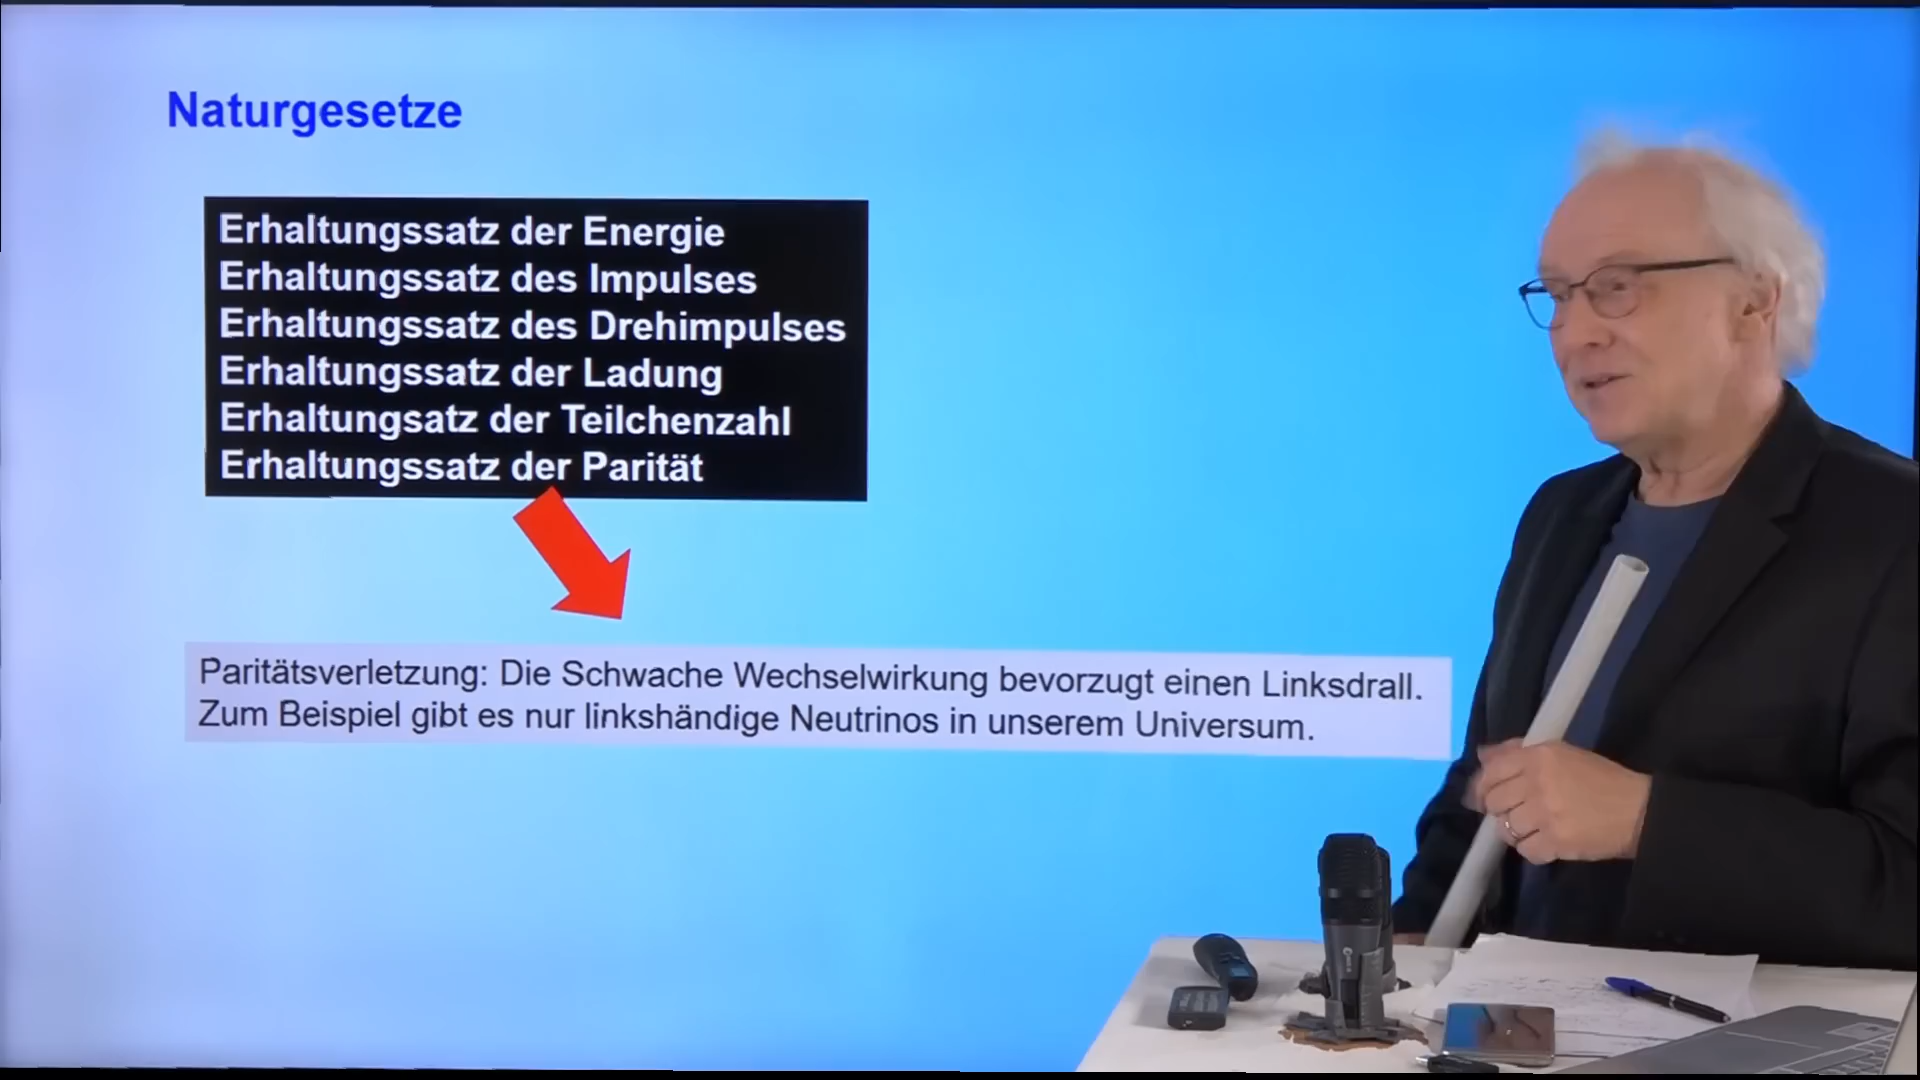 Naturgesetze
Erhaltungssatz der Energie
Erhaltungssatz des Impulses
Erhaltungssatz des Drehimpulses
Erhaltungssatz der Ladung
Erhaltungsatz der Teilchenzahl
Erhaltungssatz der Parität
Paritätsverletzung: Die Schwache Wechselwirkung bevorzugt einen Linksdrall.
Zum Beispiel gibt es nur linkshändige Neutrinos in unserem Universum.